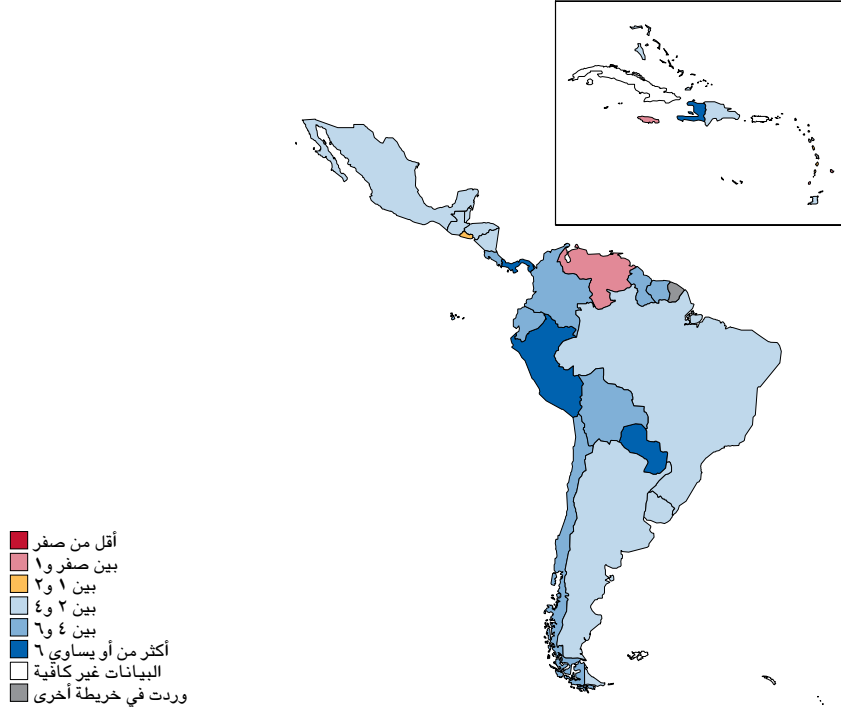 أقل من صفر
بين صفر و١
بين ١ و٢
بين ٢ و٤
بين ٤ و٦
أكثر من أو يساوي ٦
البيانات غير كافية
وردت في خريطة أخرى